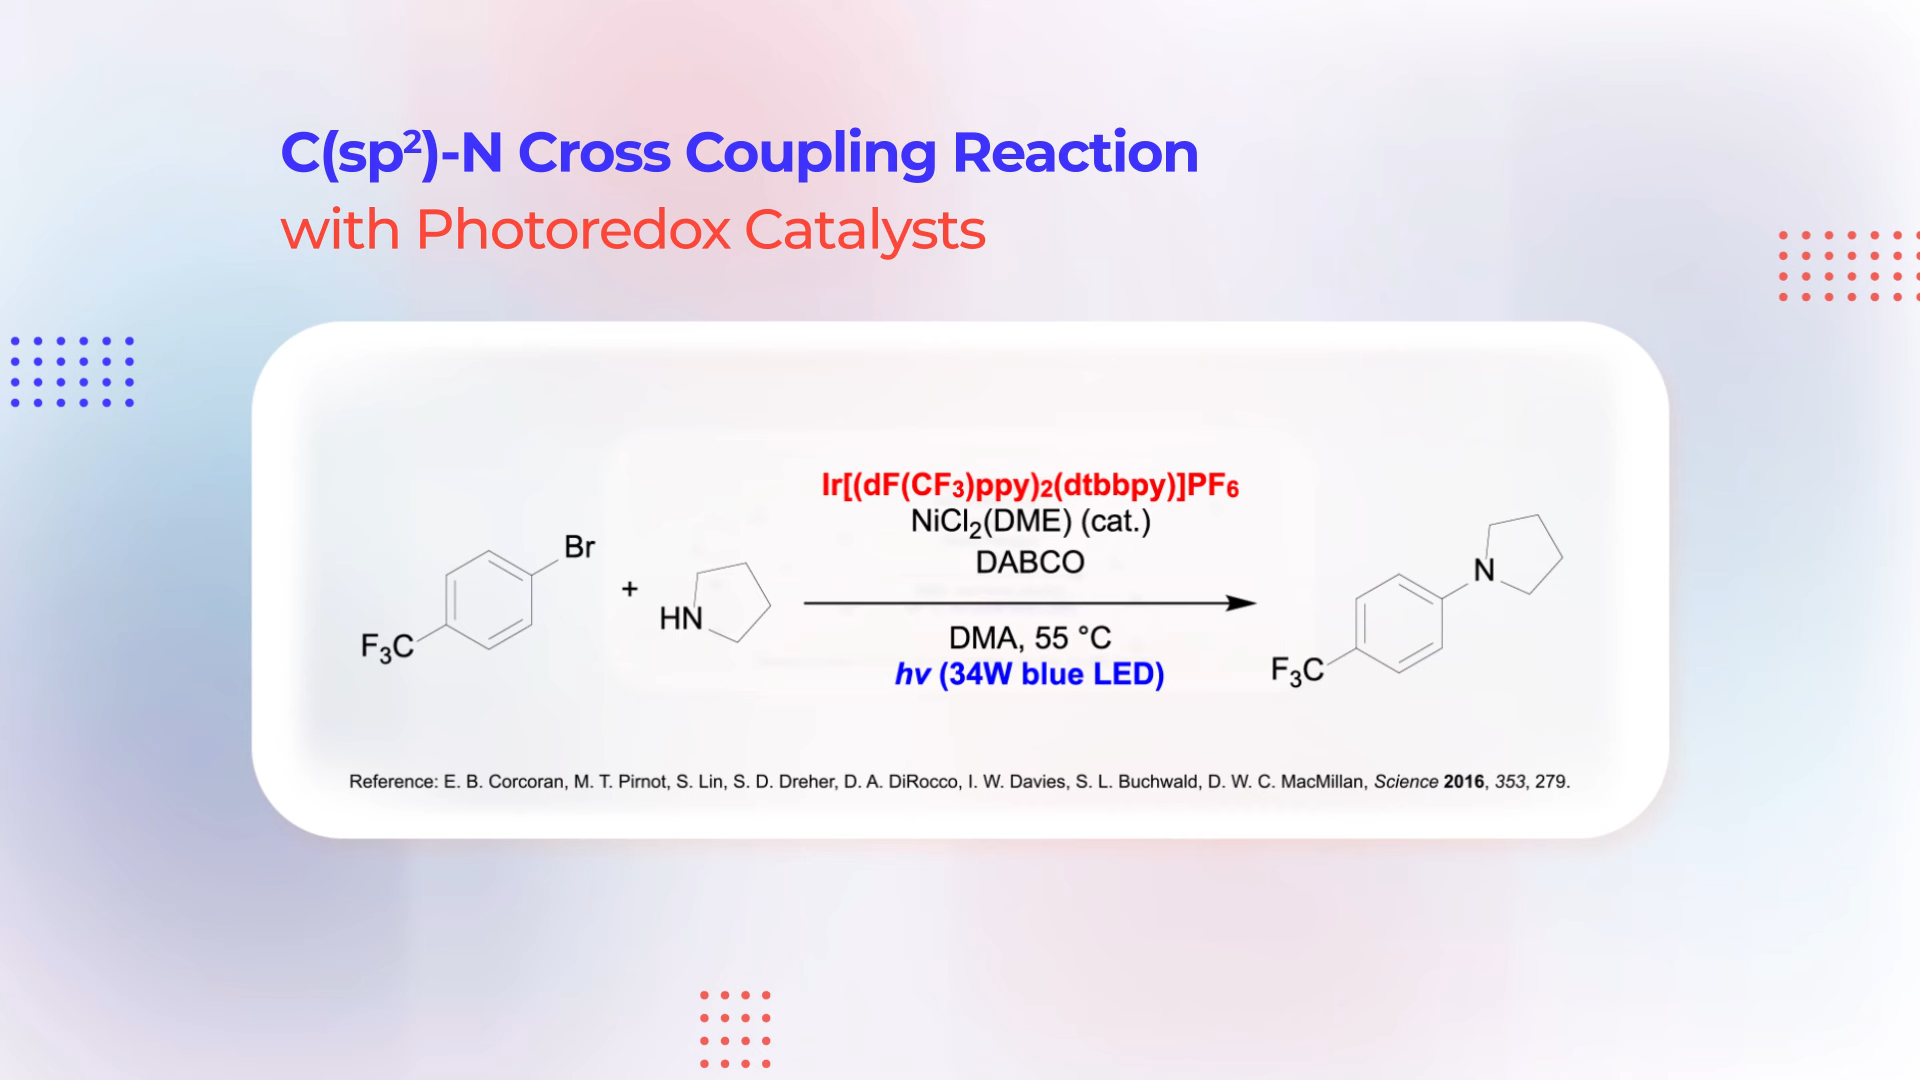 C(sp²)-N Cross Coupling Reaction
with Photoredox Catalysts
Ir[(dF(CF₃)ppy)₂(dtbbpy)]PF₆
NiCl₂(DME) (cat.)
DABCO
Br
+
HN
F₃C
DMA, 55 °C
hv (34W blue LED)
N
F₃C
Reference: E. B. Corcoran, M. T. Pirnot, S. Lin, S. D. Dreher, D. A. DiRocco, I. W. Davies, S. L. Buchwald, D. W. C. MacMillan, Science 2016, 353, 279.